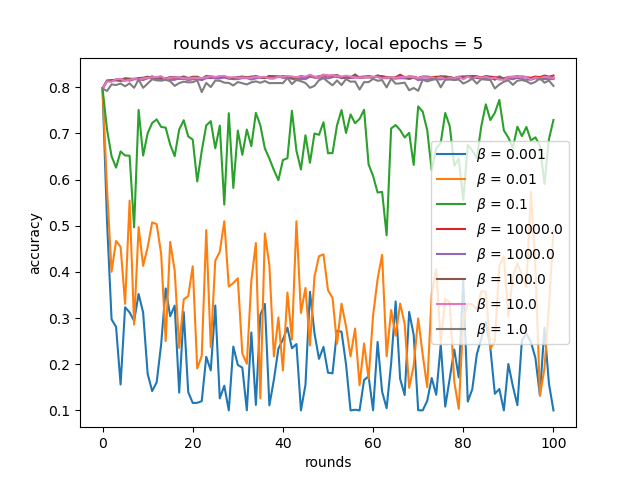 rounds vs accuracy, local epochs = 5
accuracy
0.8
0.7
0.6
0.5
0.4
0.3
0.2
0.1
β = 0.001
β = 0.01
β = 0.1
β = 10000.0
β = 1000.0
β = 100.0
β = 10.0
β = 1.0
0 20 40 60 80 100
rounds